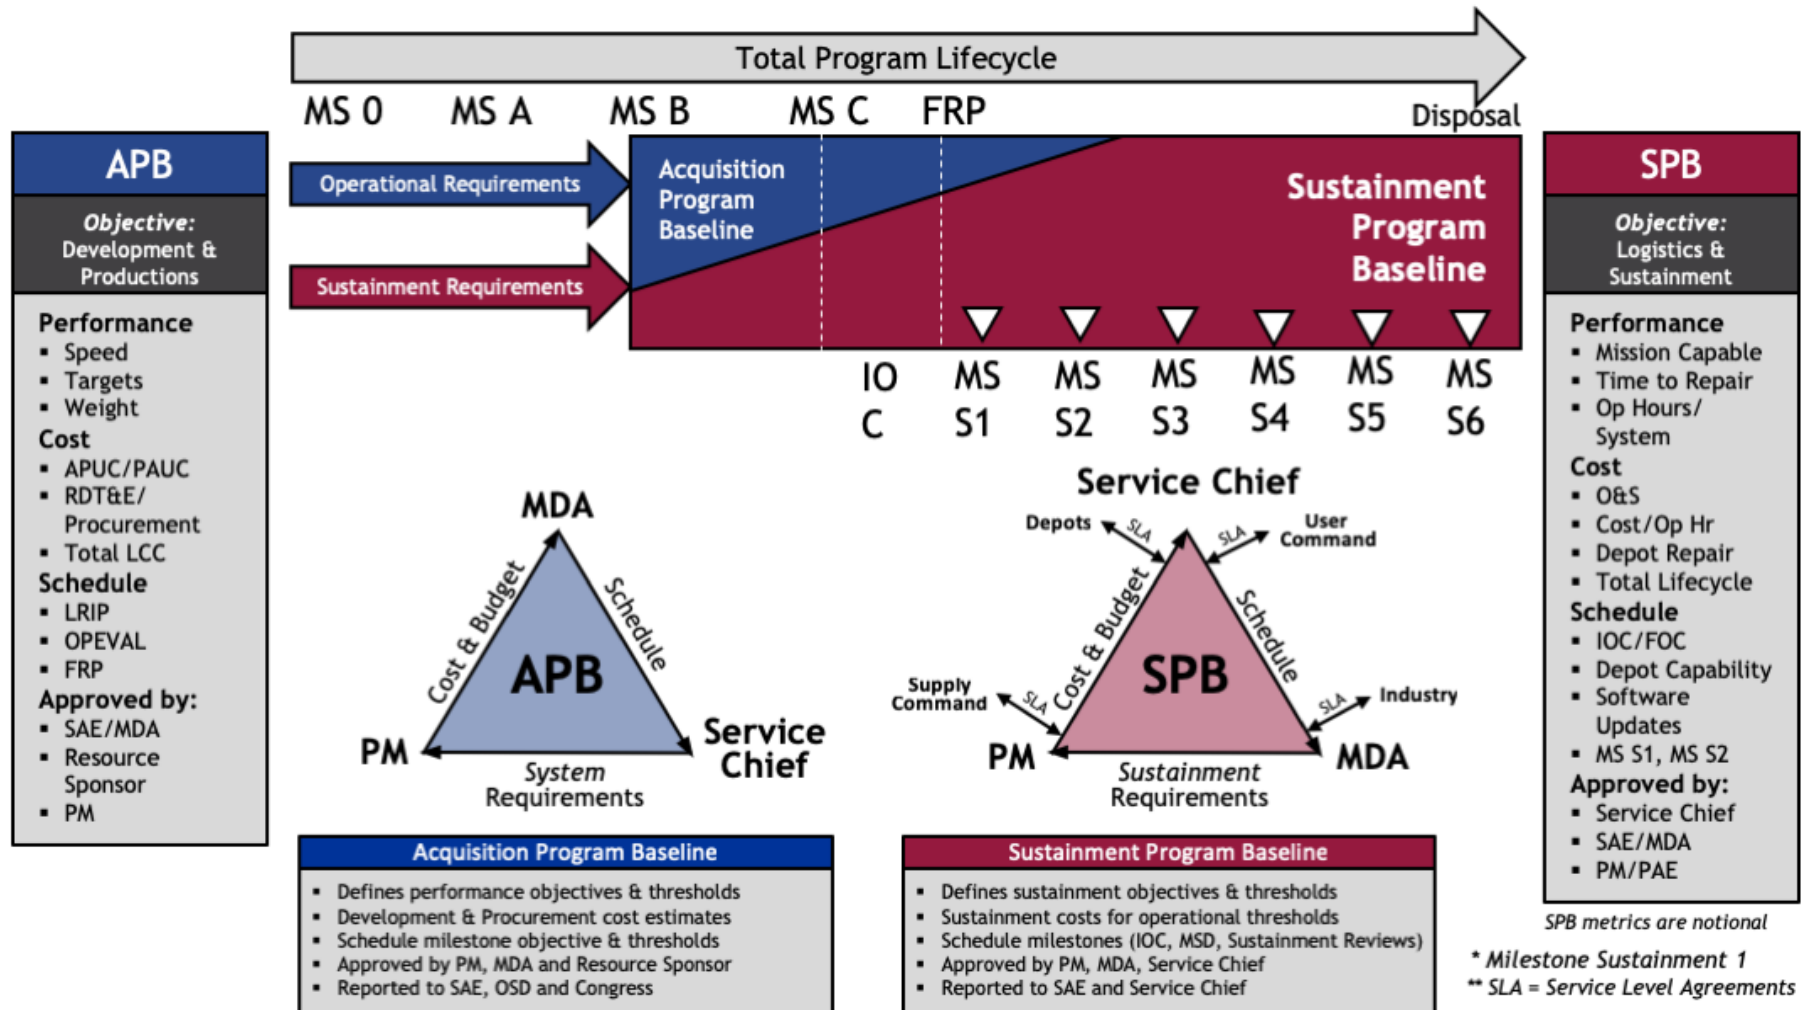 Total Program Lifecycle
MS 0
MS A
MS B
MS C
FRP
Disposal
APB
Objective:
Development &
Productions
Performance
▪ Speed
▪ Targets
▪ Weight
Cost
▪ APUC/PAUC
▪ RDT&E/
Procurement
▪ Total LCC
Schedule
▪ LRIP
▪ OPEVAL
▪ FRP
Approved by:
▪ SAE/MDA
▪ Resource
Sponsor
▪ PM
Operational Requirements
Sustainment Requirements
Acquisition
Program
Baseline
Sustainment
Program
Baseline
IO
C
MS
S1
MS
S2
MS
S3
MS
S4
MS
S5
MS
S6
MDA
Cost & Budget
Schedule
APB
PM
Service
Chief
System
Requirements
Service Chief
Depots
SLA
SLA
User
Command
Cost & Budget
Schedule
SPB
Supply
Command
SLA
SLA
Industry
PM
MDA
Sustainment
Requirements
Acquisition Program Baseline
▪ Defines performance objectives & thresholds
▪ Development & Procurement cost estimates
▪ Schedule milestone objective & thresholds
▪ Approved by PM, MDA and Resource Sponsor
▪ Reported to SAE, OSD and Congress
Sustainment Program Baseline
▪ Defines sustainment objectives & thresholds
▪ Sustainment costs for operational thresholds
▪ Schedule milestones (IOC, MSD, Sustainment Reviews)
▪ Approved by PM, MDA, Service Chief
▪ Reported to SAE and Service Chief
SPB
Objective:
Logistics &
Sustainment
Performance
▪ Mission Capable
▪ Time to Repair
▪ Op Hours/
System
Cost
▪ O&S
▪ Cost/Op Hr
▪ Depot Repair
▪ Total Lifecycle
Schedule
▪ IOC/FOC
▪ Depot Capability
▪ Software
Updates
▪ MS S1, MS S2
Approved by:
▪ Service Chief
▪ SAE/MDA
▪ PM/PAE
SPB metrics are notional
* Milestone Sustainment 1
** SLA = Service Level Agreements